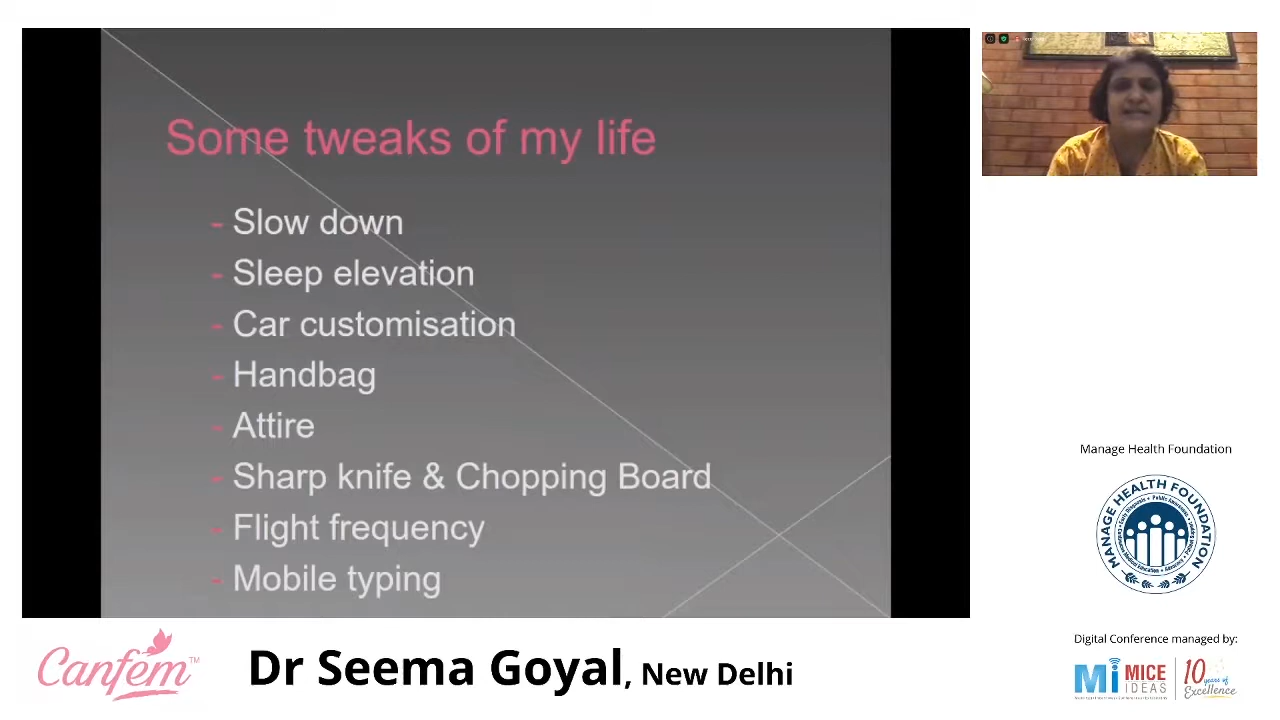 Some tweaks of my life
- Slow down
- Sleep elevation
- Car customisation
- Handbag
- Attire
- Sharp knife & Chopping Board
- Flight frequency
- Mobile typing
Manage Health Foundation
MANAGE HEALTH FOUNDATION
Canfem™
Dr Seema Goyal, New Delhi
Digital Conference managed by:
Mi MICE IDEAS
10 years of Excellence